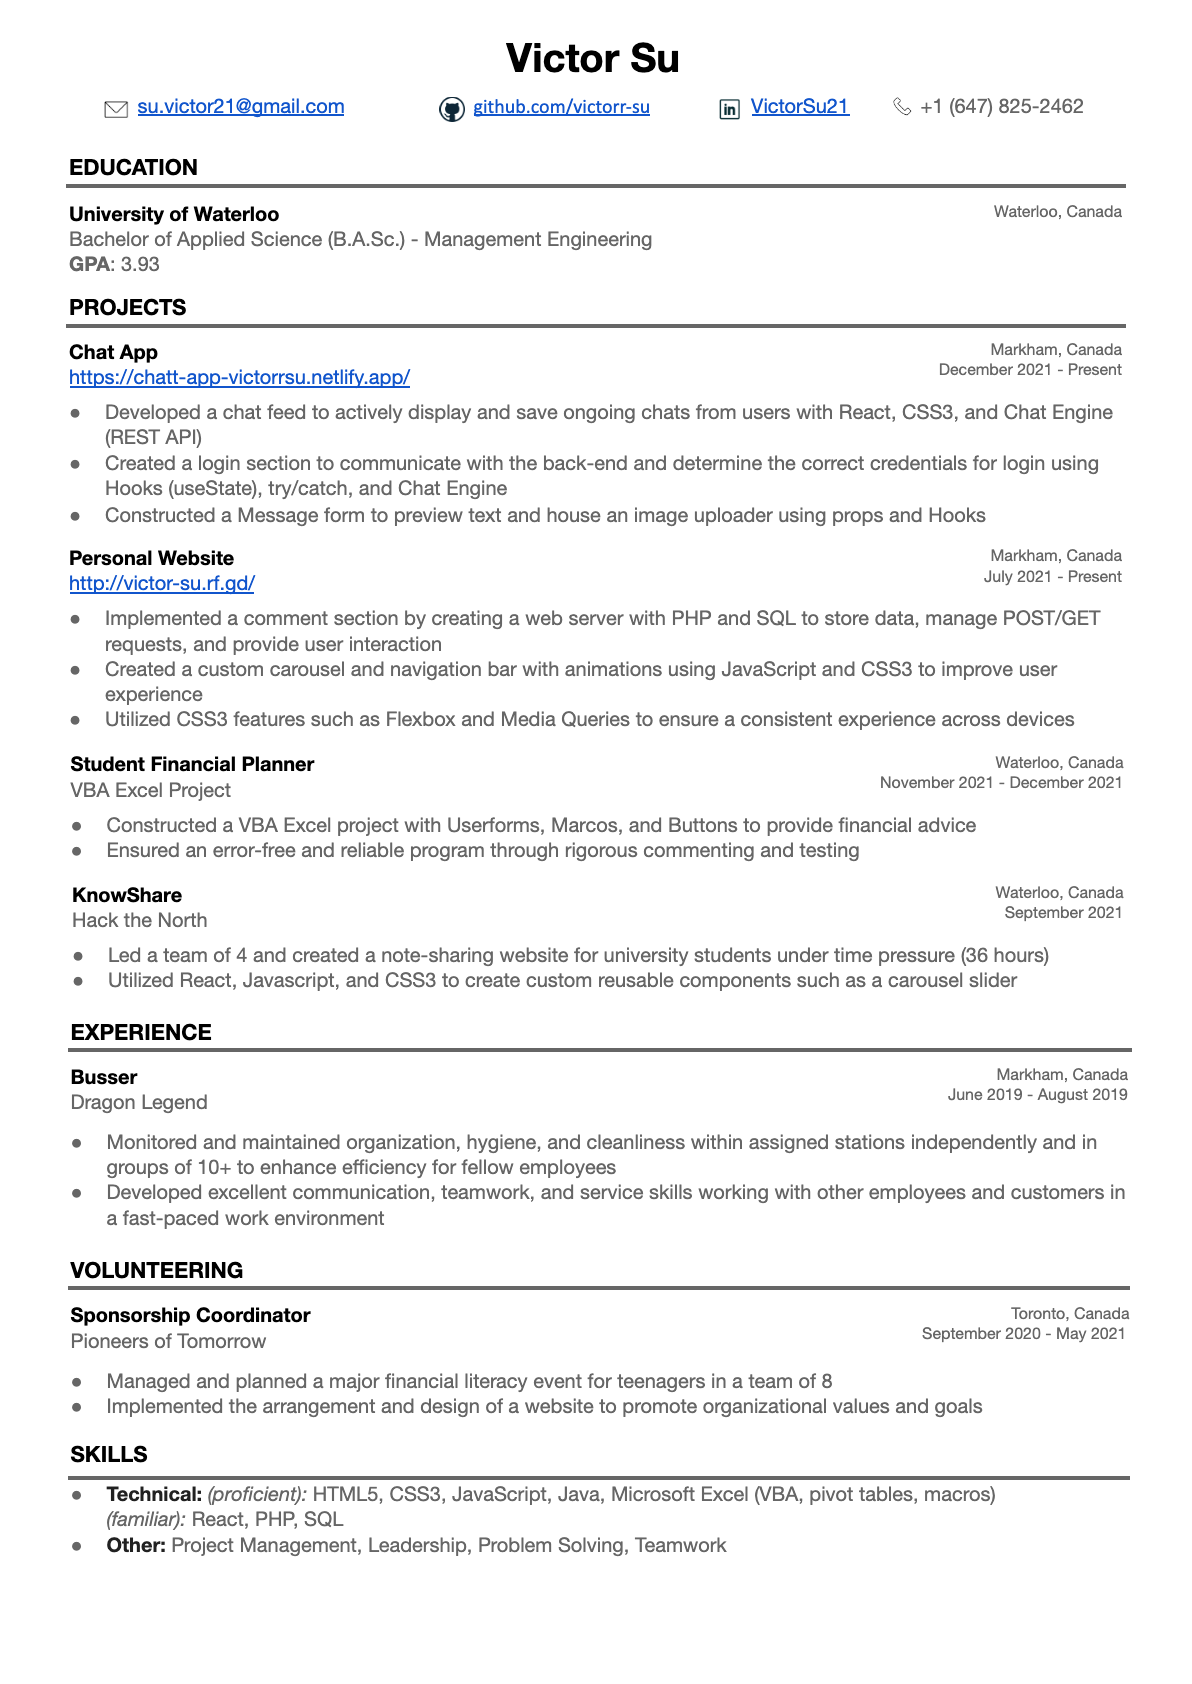 Victor Su
su.victor21@gmail.com github.com/victorr-su VictorSu21 +1 (647) 825-2462
EDUCATION
University of Waterloo Waterloo, Canada
Bachelor of Applied Science (B.A.Sc.) - Management Engineering
GPA: 3.93
PROJECTS
Chat App Markham, Canada
https://chatt-app-victorrsu.netlify.app/ December 2021 - Present
● Developed a chat feed to actively display and save ongoing chats from users with React, CSS3, and Chat Engine
(REST API)
● Created a login section to communicate with the back-end and determine the correct credentials for login using
Hooks (useState), try/catch, and Chat Engine
● Constructed a Message form to preview text and house an image uploader using props and Hooks
Personal Website Markham, Canada
http://victor-su.rf.gd/ July 2021 - Present
● Implemented a comment section by creating a web server with PHP and SQL to store data, manage POST/GET
requests, and provide user interaction
● Created a custom carousel and navigation bar with animations using JavaScript and CSS3 to improve user
experience
● Utilized CSS3 features such as Flexbox and Media Queries to ensure a consistent experience across devices
Student Financial Planner Waterloo, Canada
VBA Excel Project November 2021 - December 2021
● Constructed a VBA Excel project with Userforms, Marcos, and Buttons to provide financial advice
● Ensured an error-free and reliable program through rigorous commenting and testing
KnowShare Waterloo, Canada
Hack the North September 2021
● Led a team of 4 and created a note-sharing website for university students under time pressure (36 hours)
● Utilized React, Javascript, and CSS3 to create custom reusable components such as a carousel slider
EXPERIENCE
Busser Markham, Canada
Dragon Legend June 2019 - August 2019
● Monitored and maintained organization, hygiene, and cleanliness within assigned stations independently and in
groups of 10+ to enhance efficiency for fellow employees
● Developed excellent communication, teamwork, and service skills working with other employees and customers in
a fast-paced work environment
VOLUNTEERING
Sponsorship Coordinator Toronto, Canada
Pioneers of Tomorrow September 2020 - May 2021
● Managed and planned a major financial literacy event for teenagers in a team of 8
● Implemented the arrangement and design of a website to promote organizational values and goals
SKILLS
● Technical: (proficient): HTML5, CSS3, JavaScript, Java, Microsoft Excel (VBA, pivot tables, macros)
(familiar): React, PHP, SQL
● Other: Project Management, Leadership, Problem Solving, Teamwork